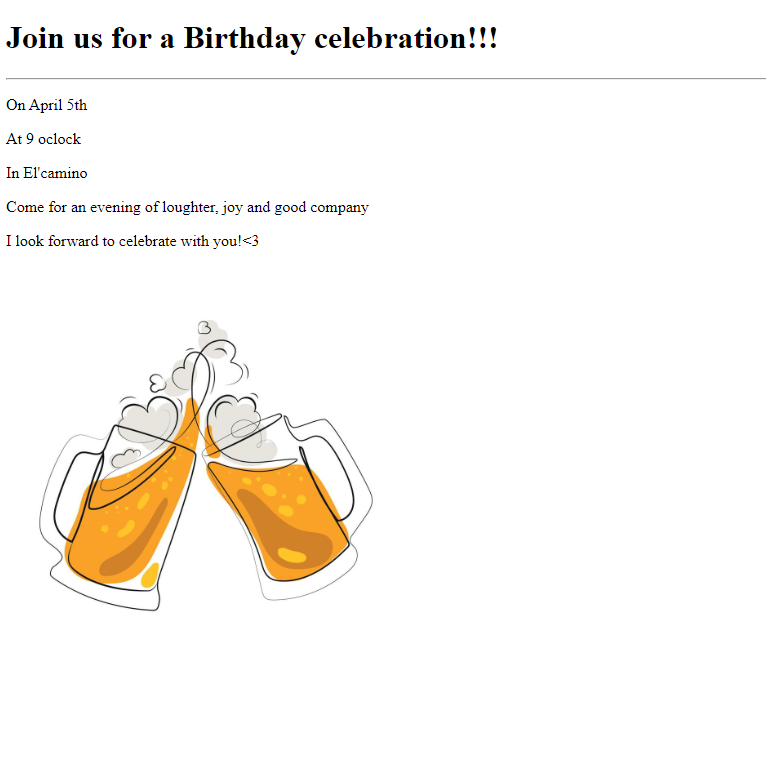 Join us for a Birthday celebration!!!
On April 5th
At 9 oclock
In El'camino
Come for an evening of loughter, joy and good company
I look forward to celebrate with you!<3